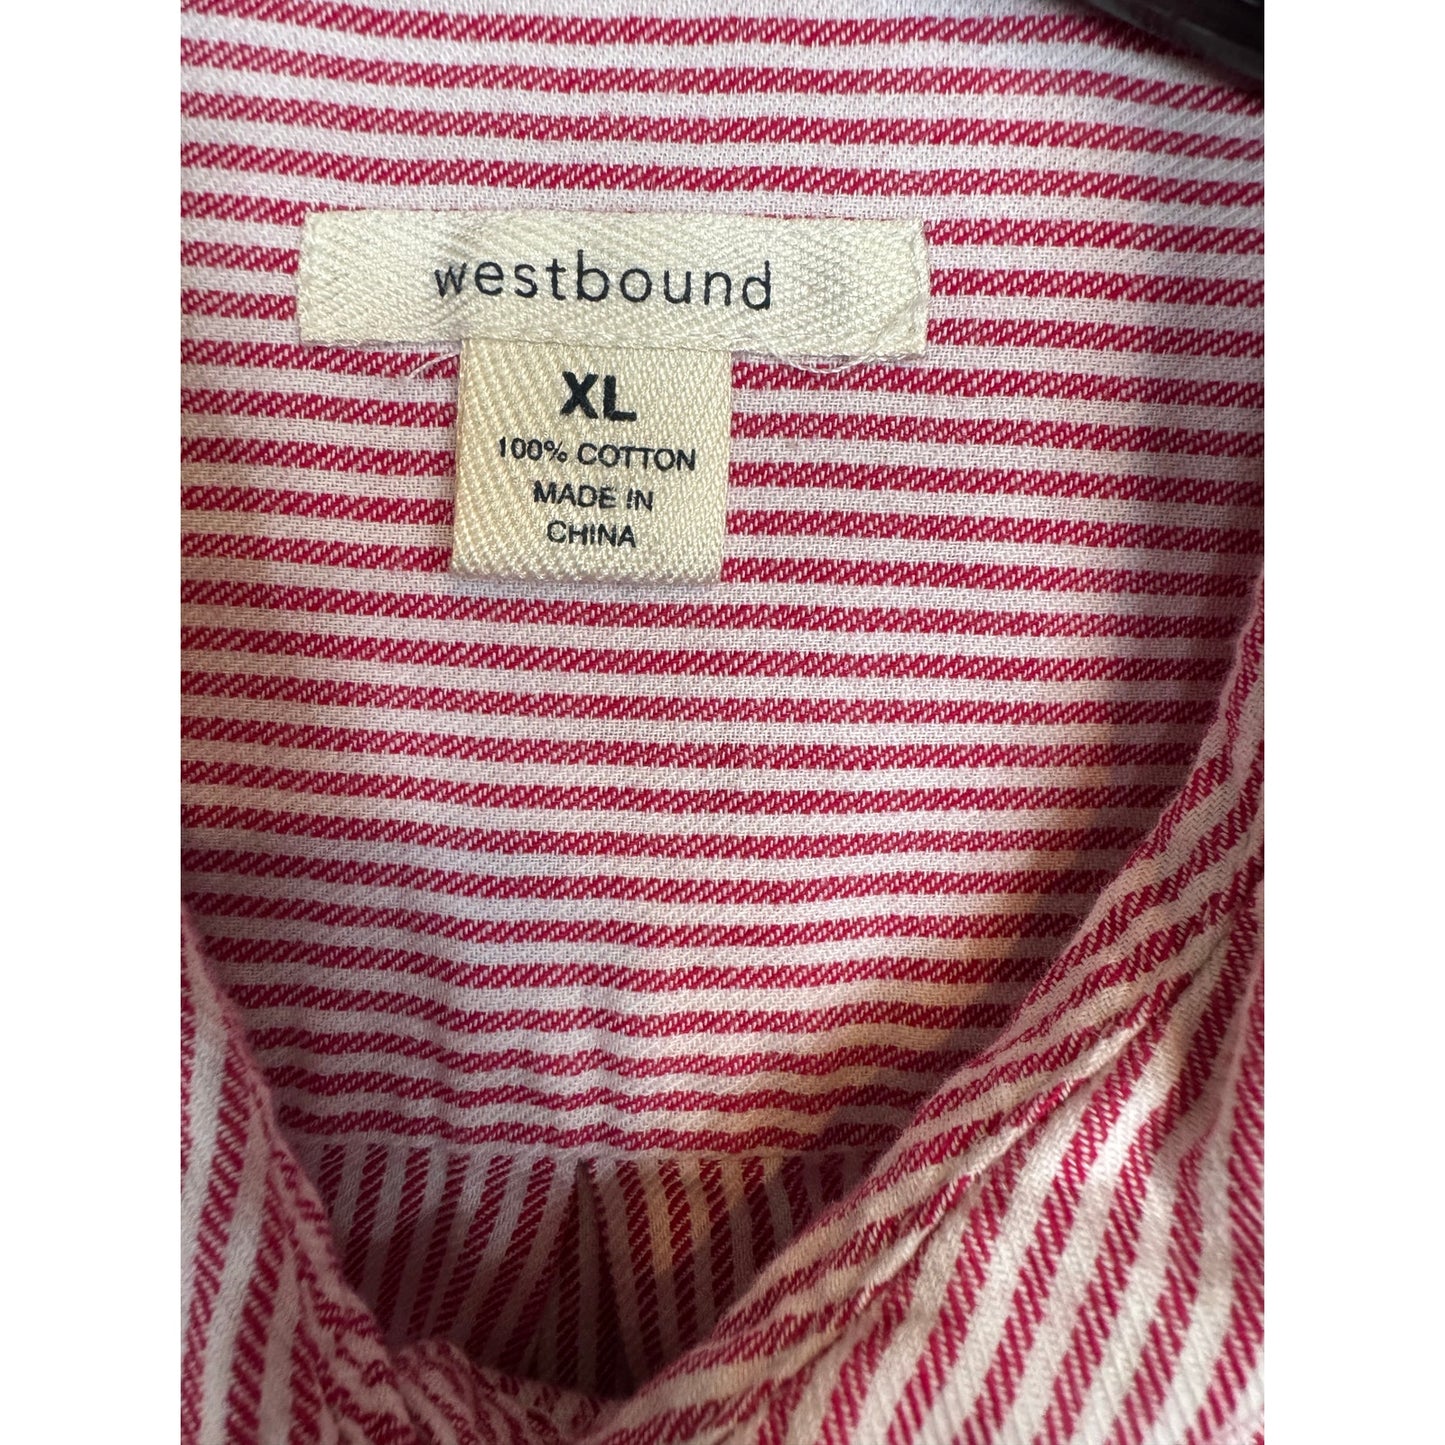 westbound
XL
100% COTTON
MADE IN
CHINA